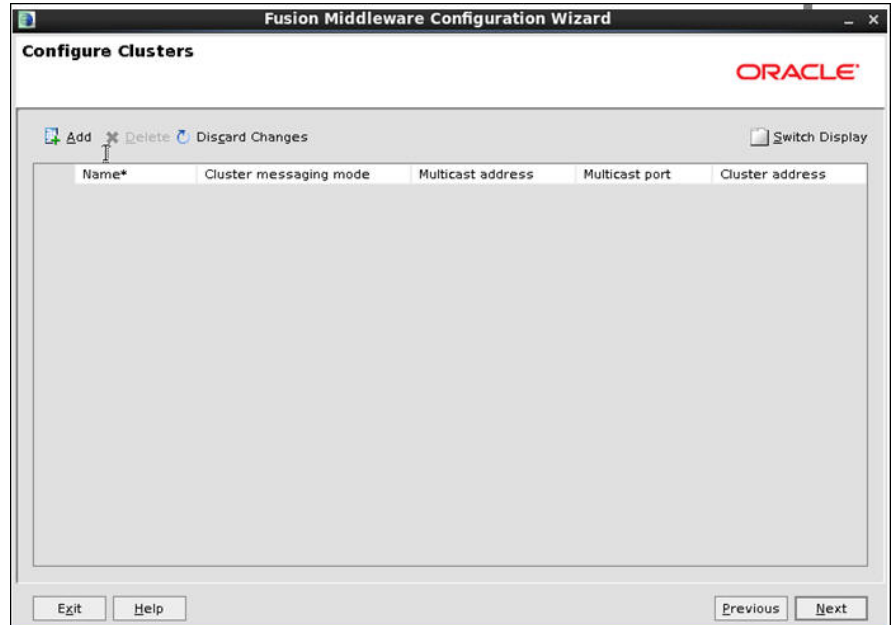 Fusion Middleware Configuration Wizard
Configure Clusters
ORACLE
Add Delete Discard Changes Switch Display
Name* Cluster messaging mode Multicast address Multicast port Cluster address
Exit Help Previous Next